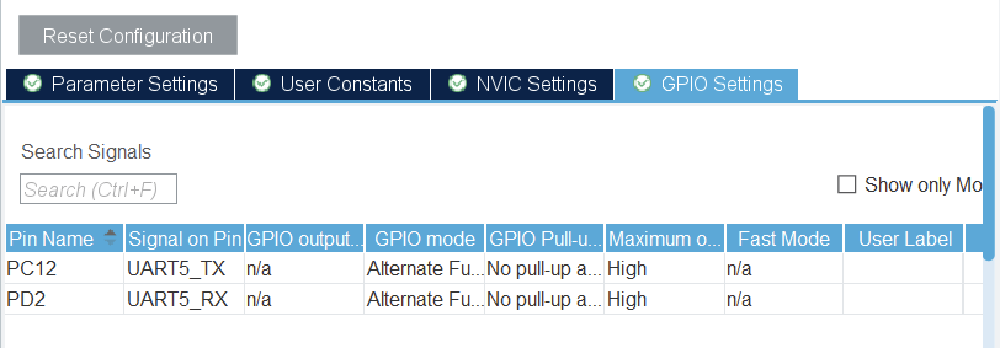 Reset Configuration
Parameter Settings User Constants NVIC Settings GPIO Settings
Search Signals
Search (Ctrl+F)
Show only Mo
Pin Name Signal on Pin GPIO output... GPIO mode GPIO Pull-u... Maximum o... Fast Mode User Label
PC12 UART5_TX n/a Alternate Fu... No pull-up a... High n/a
PD2 UART5_RX n/a Alternate Fu... No pull-up a... High n/a